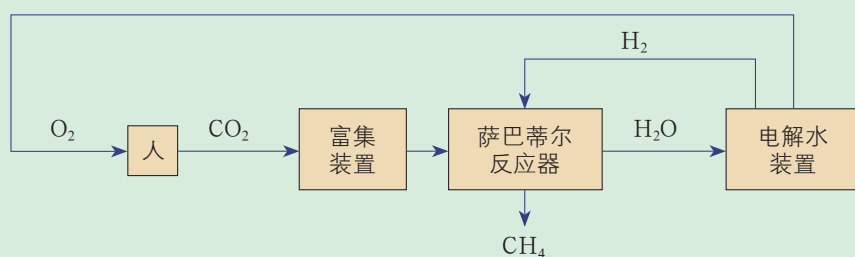 H₂
O₂
人
CO₂
富集
装置
萨巴蒂尔
反应器
H₂O
电解水
装置
CH₄